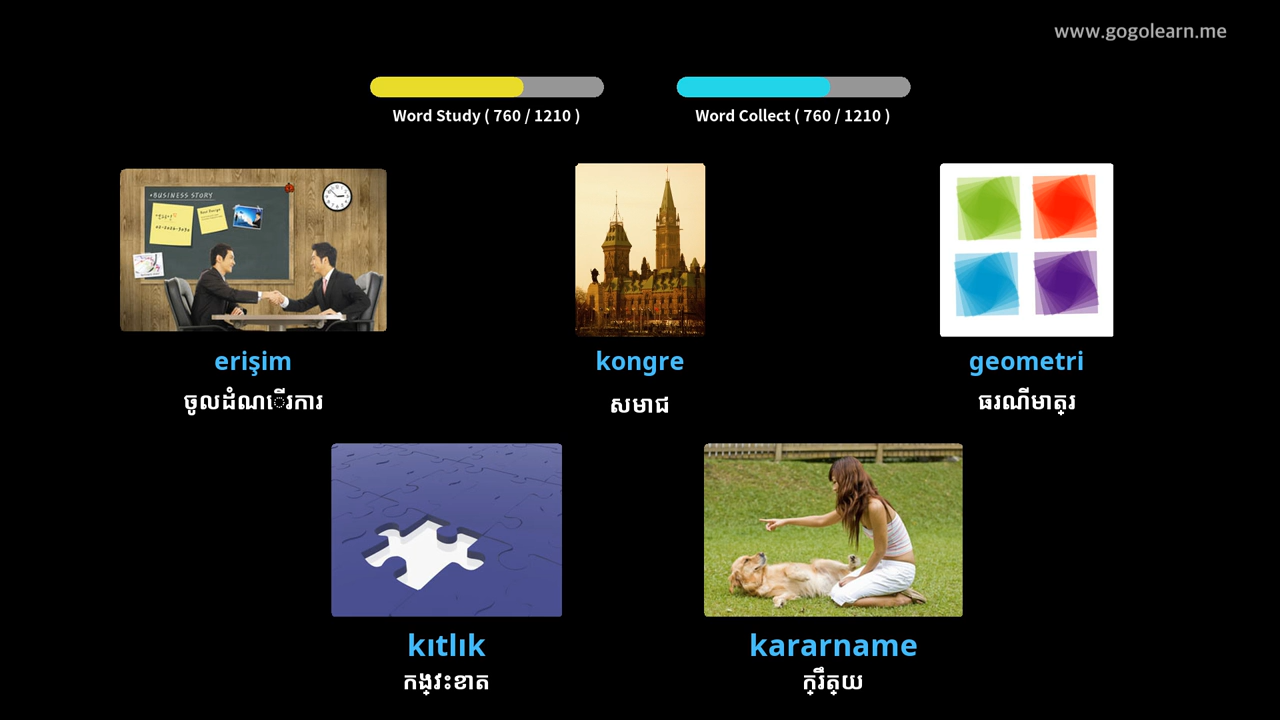 www.gogolearn.me
Word Study ( 760 / 1210 )
Word Collect ( 760 / 1210 )
BUSINESS STORY
erişim
kongre
geometri
ចូលដំណើរការ
សមាជ
ធរណីមាត្រ
kıtlık
kararname
កង្វះខាត
ក្រឹត្យ